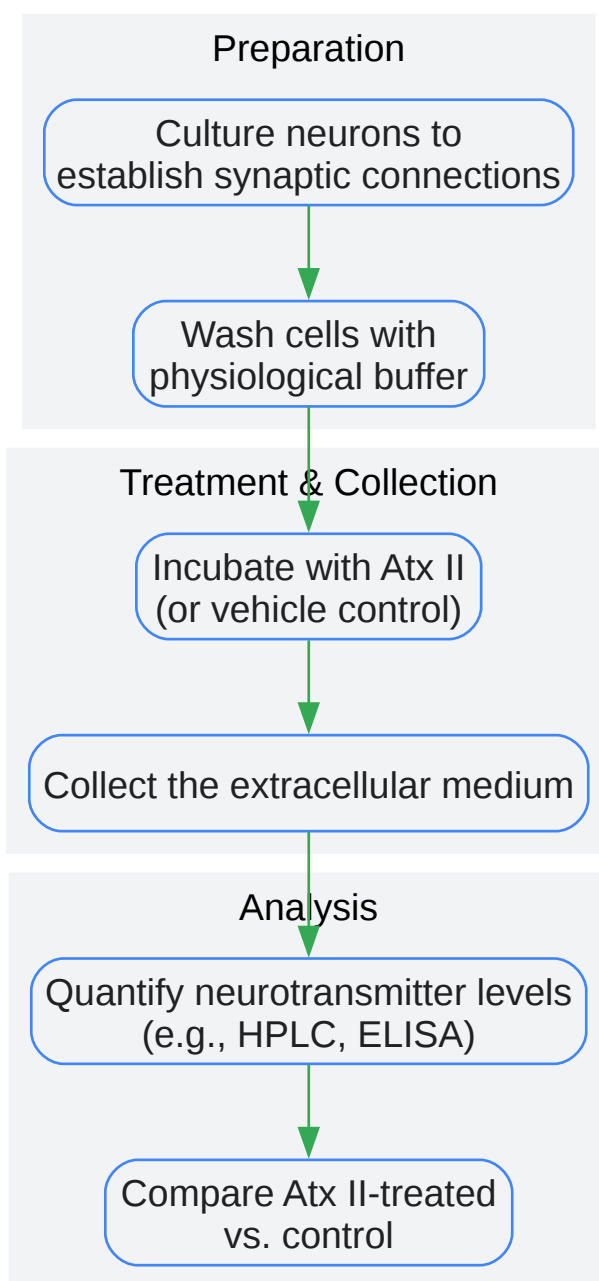 Preparation
Culture neurons to
establish synaptic connections
Wash cells with
physiological buffer
Treatment & Collection
Incubate with Atx II
(or vehicle control)
Collect the extracellular medium
Analysis
Quantify neurotransmitter levels
(e.g., HPLC, ELISA)
Compare Atx II-treated
vs. control